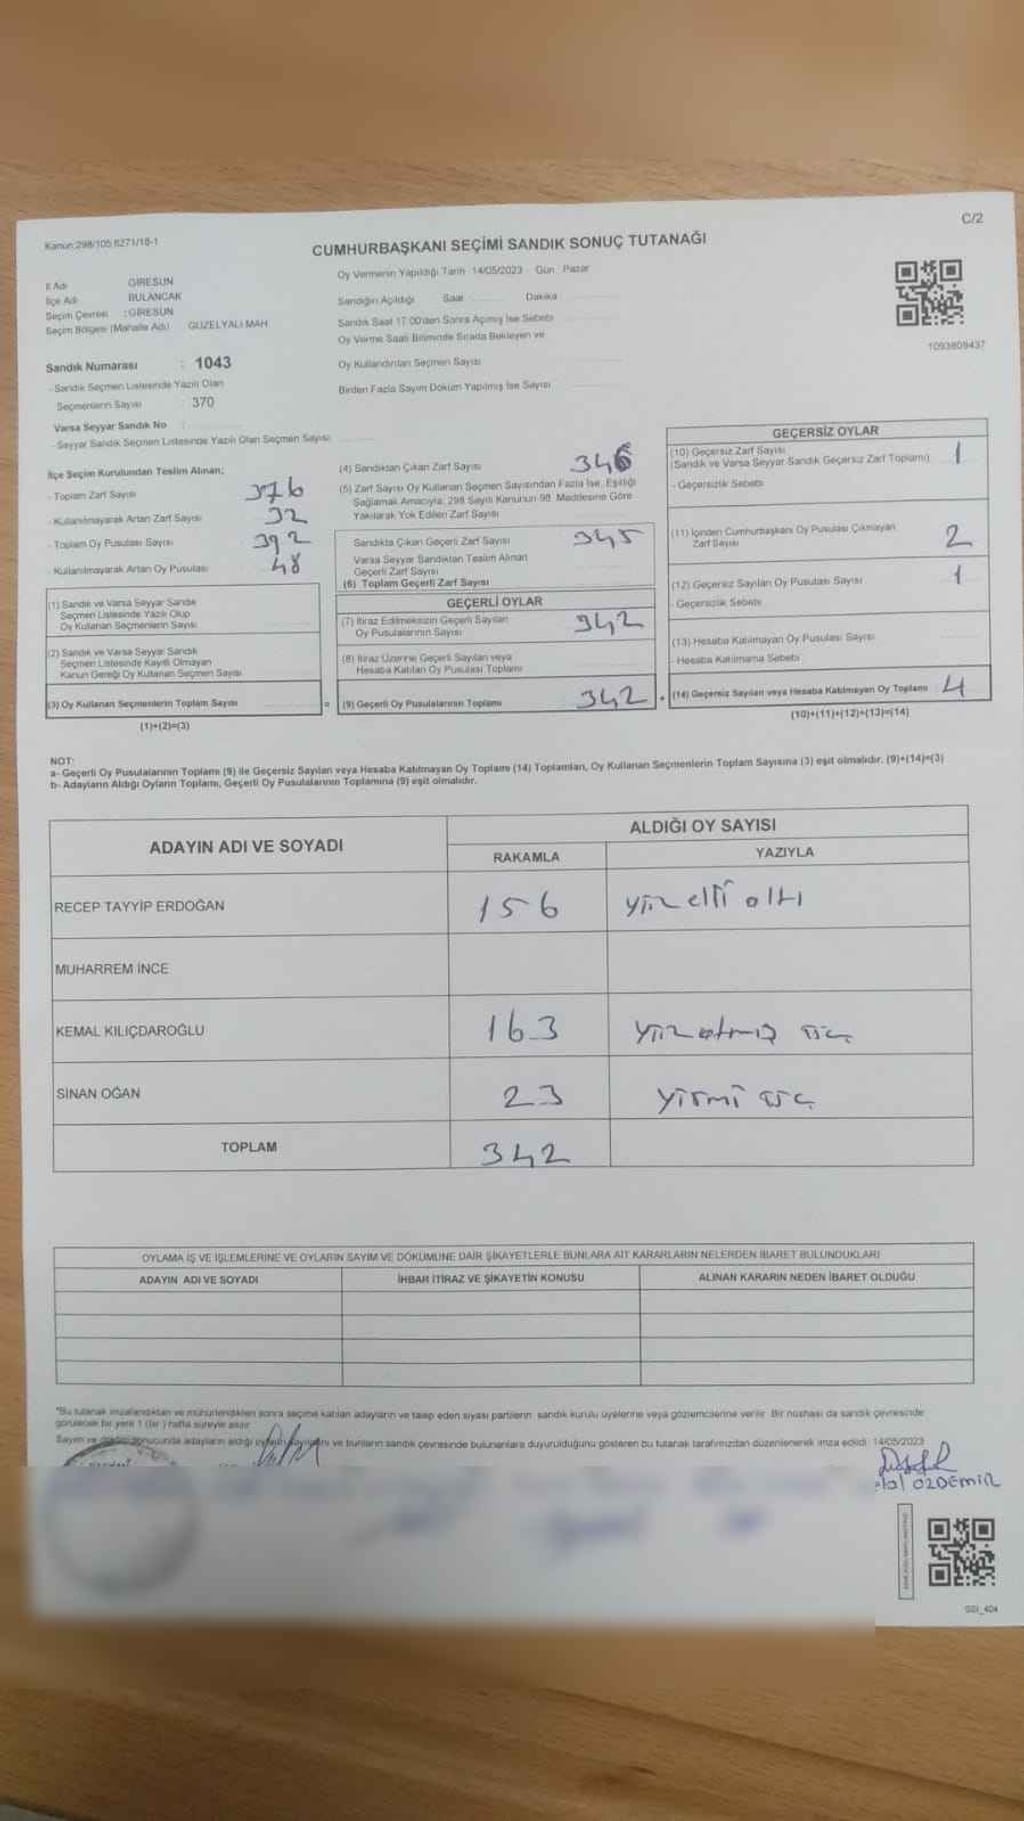 C/2
Kanun:298/105 6271/18-1
CUMHURBAŞKANI SEÇİMİ SANDIK SONUÇ TUTANAĞI
İl Adı GİRESUN
İlçe Adı BULANCAK
Seçim Çevresi :GİRESUN
Seçim Bölgesi (Mahalle Adı) GÜZELYALI MAH
Sandık Numarası : 1043
- Sandık Seçmen Listesinde Yazılı Olan
Seçmenlerin Sayısı : 370
Varsa Seyyar Sandık No :
- Seyyar Sandık Seçmen Listesinde Yazılı Olan Seçmen Sayısı
Oy Vermenin Yapıldığı Tarih 14/05/2023 Gün : Pazar
Sandığın Açıldığı Saat Dakika
Sandık Saat 17.00'den Sonra Açılmış İse Sebebi
Oy Verme Saati Bitiminde Sırada Bekleyen ve
Oy Kullandırılan Seçmen Sayısı
Birden Fazla Sayım Döküm Yapılmış İse Sayısı
1093809437
İlçe Seçim Kurulundan Teslim Alınan;
- Toplam Zarf Sayısı 376
- Kullanılmayarak Artan Zarf Sayısı 32
- Toplam Oy Pusulası Sayısı 392
- Kullanılmayarak Artan Oy Pusulası 48
(1) Sandık ve Varsa Seyyar Sandık
Seçmen Listesinde Yazılı Olup
Oy Kullanan Seçmenlerin Sayısı
(2) Sandık ve Varsa Seyyar Sandık
Seçmen Listesinde Kayıtlı Olmayan
Kanun Gereği Oy Kullanan Seçmen Sayısı
(3) Oy Kullanan Seçmenlerin Toplam Sayısı =
(1)+(2)=(3)
(4) Sandıktan Çıkan Zarf Sayısı 346
(5) Zarf Sayısı Oy Kullanan Seçmen Sayısından Fazla İse, Eşitliği
Sağlamak Amacıyla, 298 Sayılı Kanunun 98. Maddesine Göre
Yakılarak Yok Edilen Zarf Sayısı
Sandıkta Çıkan Geçerli Zarf Sayısı 345
Varsa Seyyar Sandıktan Teslim Alınan
Geçerli Zarf Sayısı
(6) Toplam Geçerli Zarf Sayısı
GEÇERLİ OYLAR
(7) İtiraz Edilmeksizin Geçerli Sayılan
Oy Pusulalarının Sayısı 342
(8) İtiraz Üzerine Geçerli Sayılan veya
Hesaba Katılan Oy Pusulası Toplamı
(9) Geçerli Oy Pusulalarının Toplamı 342 +
GEÇERSİZ OYLAR
(10) Geçersiz Zarf Sayısı
(Sandık ve Varsa Seyyar Sandık Geçersiz Zarf Toplamı) 1
- Geçersizlik Sebebi
(11) İçinden Cumhurbaşkanı Oy Pusulası Çıkmayan
Zarf Sayısı 2
(12) Geçersiz Sayılan Oy Pusulası Sayısı 1
- Geçersizlik Sebebi
(13) Hesaba Katılmayan Oy Pusulası Sayısı
- Hesaba Katılmama Sebebi
(14) Geçersiz Sayılan veya Hesaba Katılmayan Oy Toplamı 4
(10)+(11)+(12)+(13)=(14)
NOT:
a- Geçerli Oy Pusulalarının Toplamı (9) ile Geçersiz Sayılan veya Hesaba Katılmayan Oy Toplamı (14) Toplamları, Oy Kullanan Seçmenlerin Toplam Sayısına (3) eşit olmalıdır. (9)+(14)=(3)
b- Adayların Aldığı Oyların Toplamı, Geçerli Oy Pusulalarının Toplamına (9) eşit olmalıdır.
ADAYIN ADI VE SOYADI
ALDIĞI OY SAYISI
RAKAMLA YAZIYLA
RECEP TAYYİP ERDOĞAN 156 yüz elli altı
MUHARREM İNCE
KEMAL KILIÇDAROĞLU 163 yüz atmış üç
SİNAN OĞAN 23 yirmi üç
TOPLAM 342
OYLAMA İŞ VE İŞLEMLERİNE VE OYLARIN SAYIM VE DÖKÜMÜNE DAİR ŞİKAYETLERLE BUNLARA AİT KARARLARIN NELERDEN İBARET BULUNDUKLARI
ADAYIN ADI VE SOYADI İHBAR İTİRAZ VE ŞİKAYETİN KONUSU ALINAN KARARIN NEDEN İBARET OLDUĞU
*Bu tutanak imzalandıktan ve mühürlendikten sonra seçime katılan adayların ve talep eden siyasi partilerin sandık kurulu üyelerine veya gözlemcilerine verilir. Bir nüshası da sandık çevresinde
görülecek bir yere 1 (bir ) hafta süreyle asılır.
Sayım ve sonucunda adayların aldığı ve bunların sandık çevresinde bulunanlara duyurulduğunu gösteren bu tutanak tarafımızdan düzenlenerek imza edildi. 14/05/2023
ÖZDEMİR